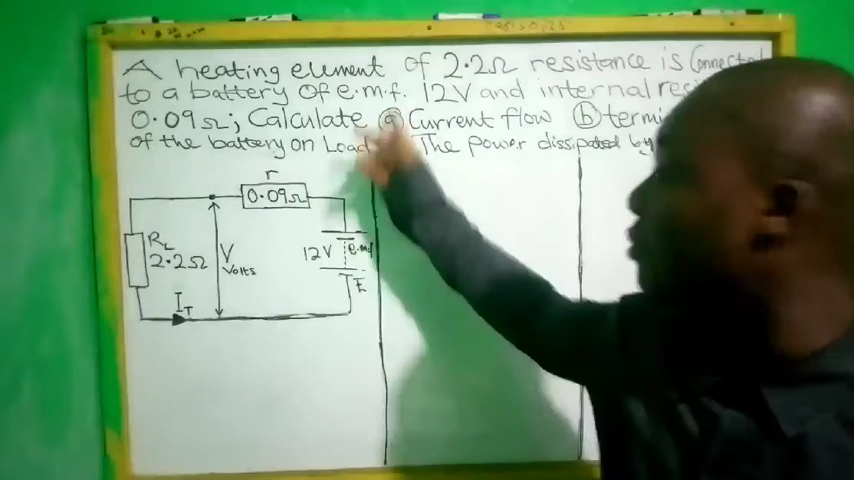 A heating element of 2.2Ω resistance is Connected
to a battery of e.m.f. 12V and internal
0.09Ω; Calculate (a) Current flow (b)
of the battery on Load The power dissipated by
r
0.09Ω
RL
2.2Ω
V
Volts
12V
e.m.f
E
IT